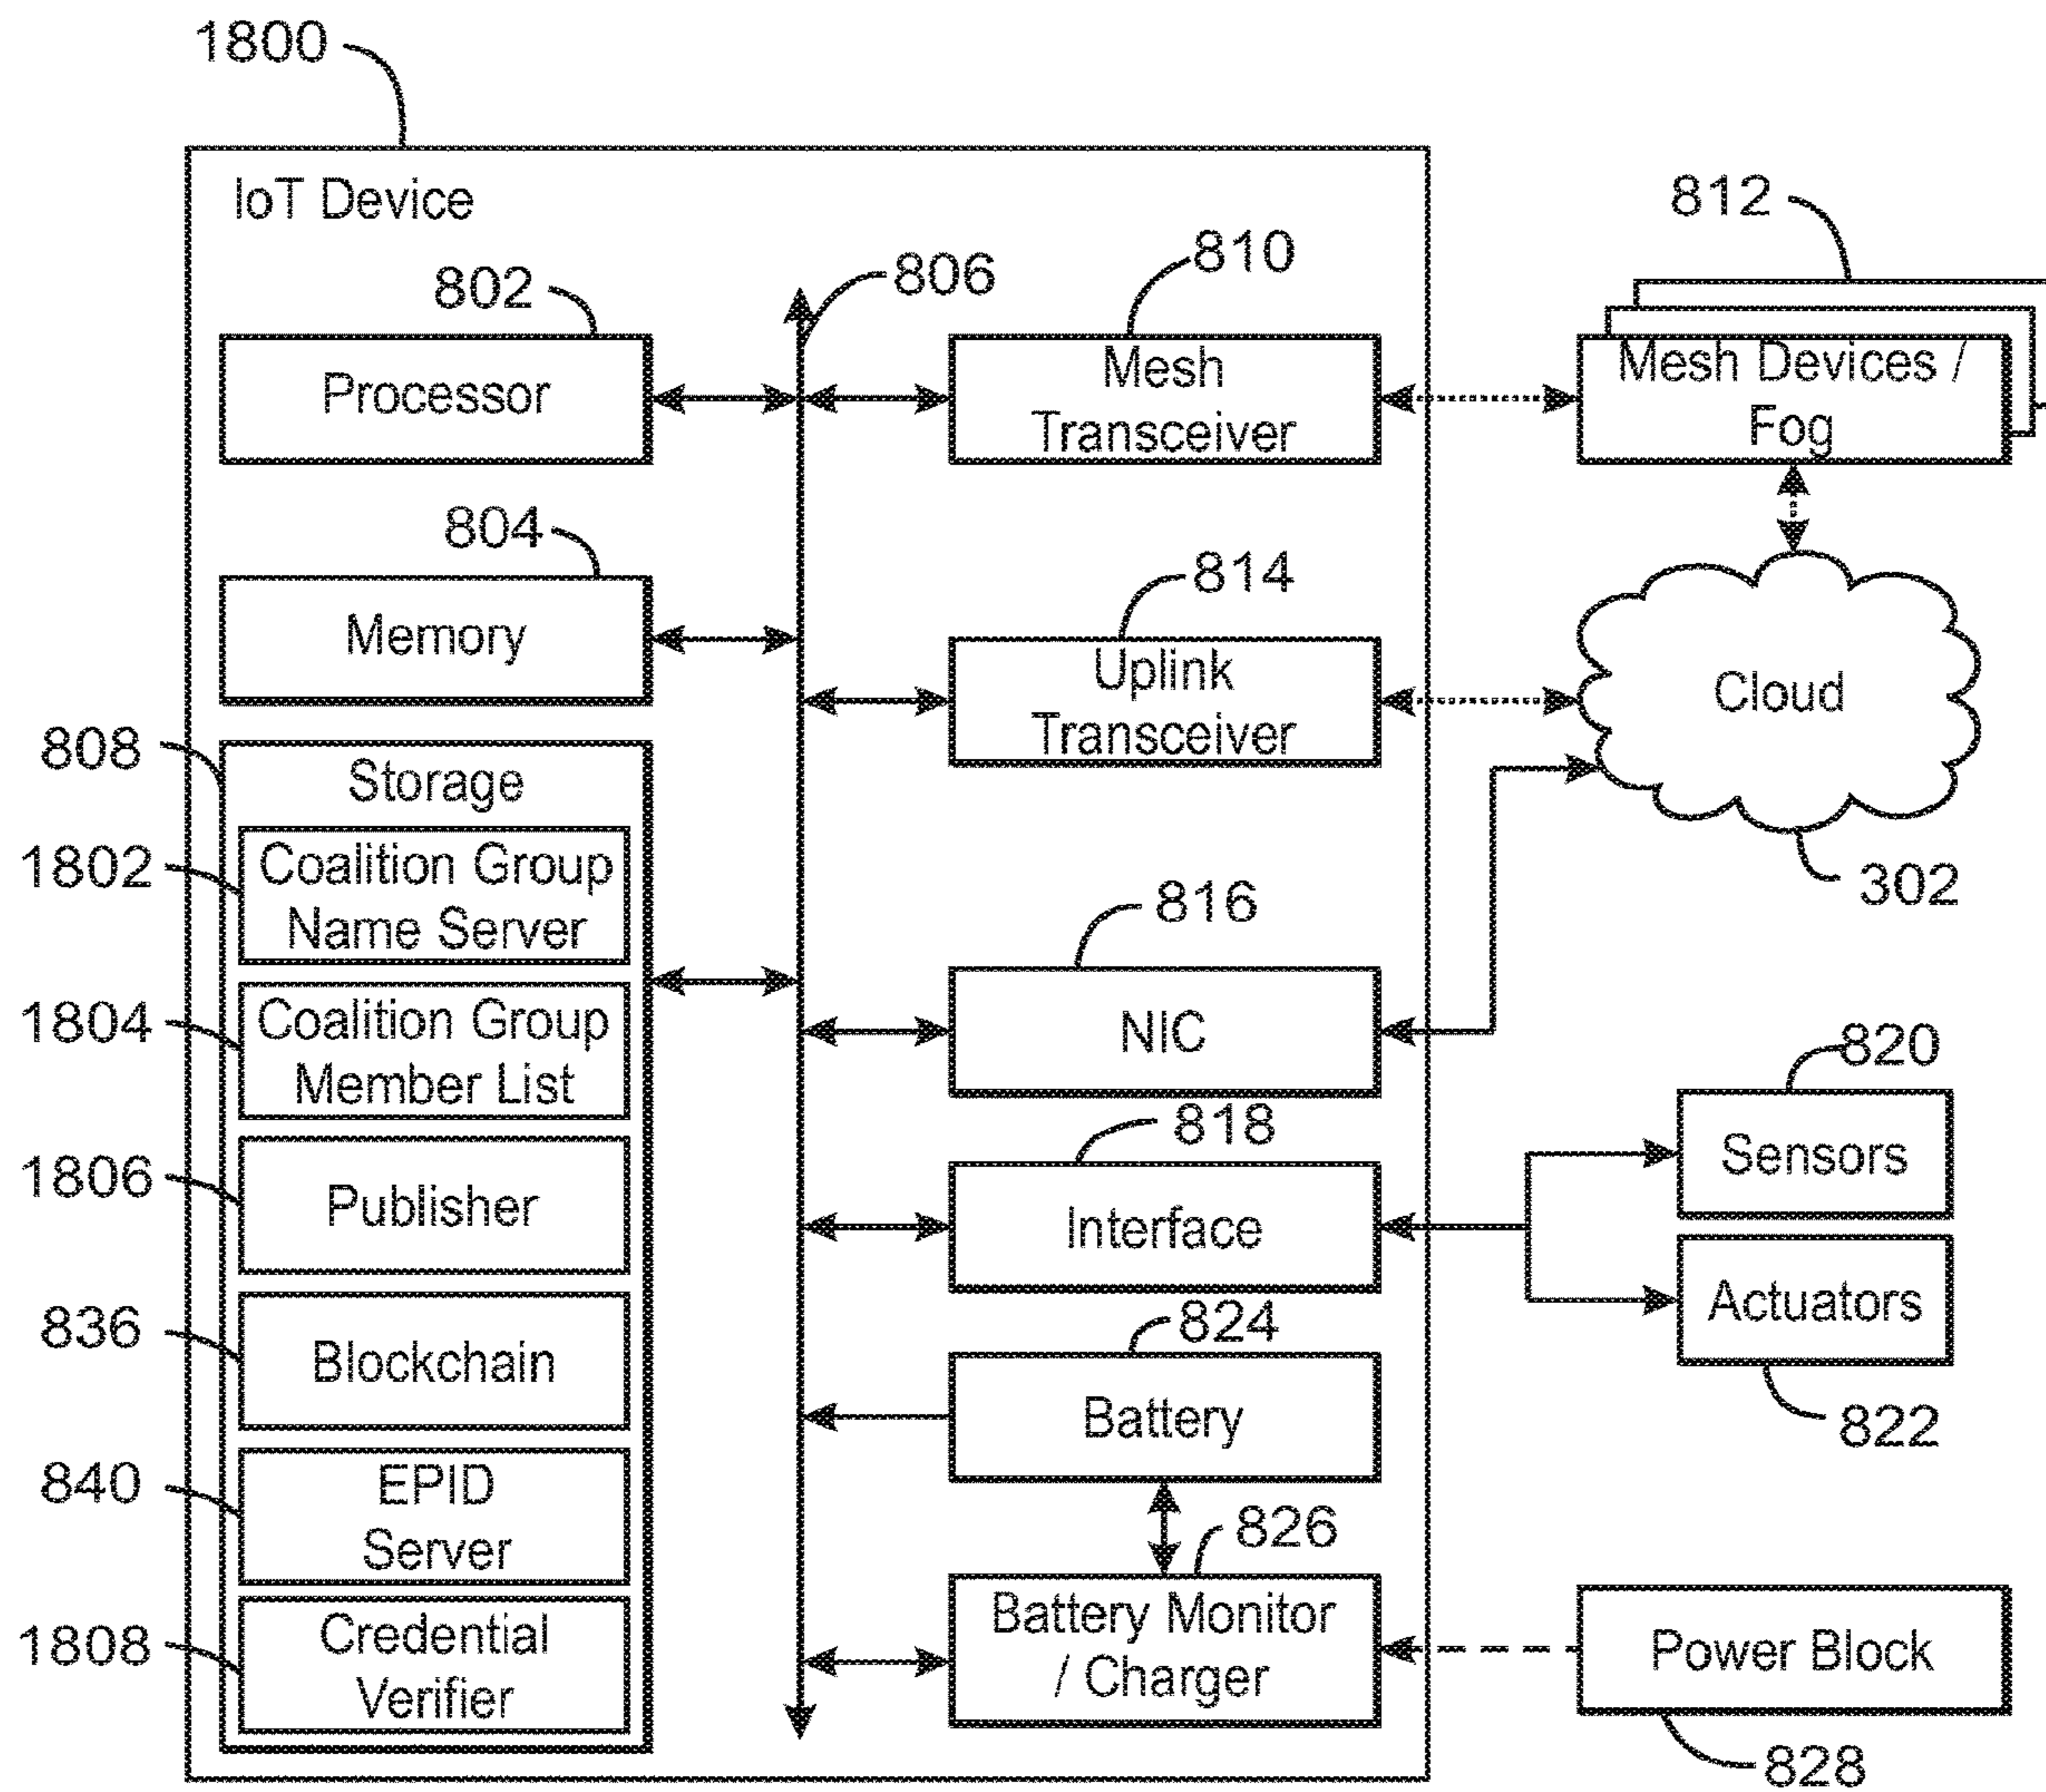 1800
IoT Device
812
810
806
802
Processor
Mesh
Transceiver
Mesh Devices /
Fog
804
Memory
814
Uplink
Transceiver
Cloud
302
808
Storage
1802
Coalition Group
Name Server
816
NIC
1804
Coalition Group
Member List
820
Sensors
818
Interface
1806
Publisher
Actuators
822
836
Blockchain
824
Battery
840
EPID
Server
826
Battery Monitor
/ Charger
Power Block
828
1808
Credential
Verifier